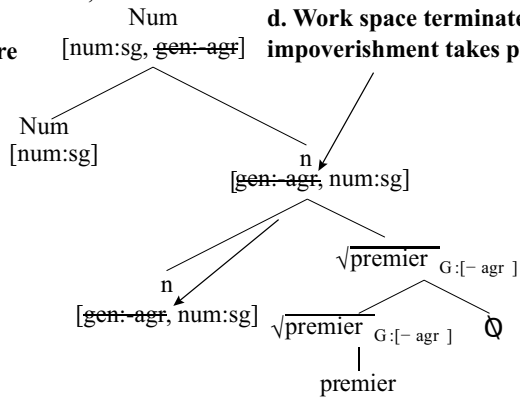 Num
d. Work space terminate
re
[num:sg, gen:-agr]
impoverishment takes p
Num
[num:sg]
n
[gen:-agr, num:sg]
√premier G:[− agr ]
n
[gen:-agr, num:sg]
√premier G:[− agr ]
Q
premier